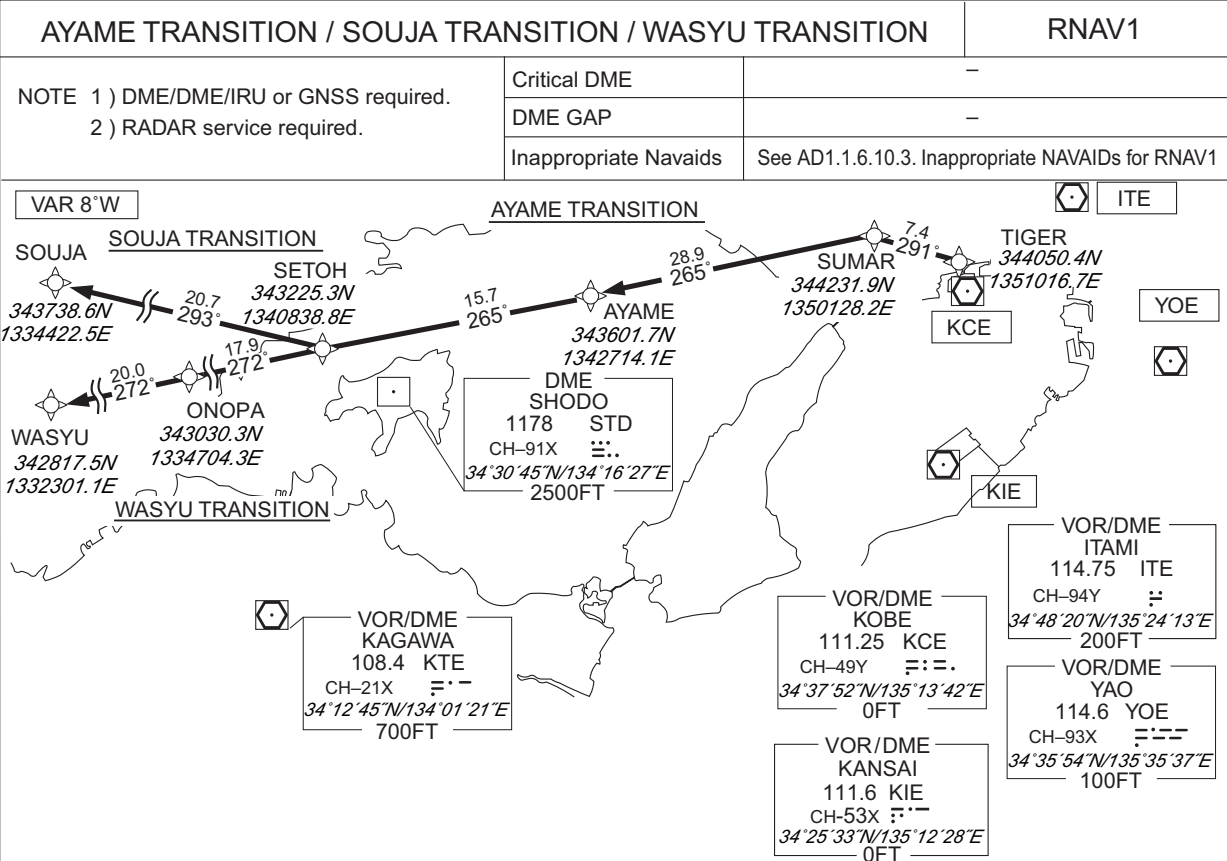 AYAME TRANSITION / SOUJA TRANSITION / WASYU TRANSITION
RNAV1
NOTE 1 ) DME/DME/IRU or GNSS required.
2 ) RADAR service required.
Critical DME
–
DME GAP
–
Inappropriate Navaids
See AD1.1.6.10.3. Inappropriate NAVAIDs for RNAV1
VAR 8˚W
AYAME TRANSITION
ITE
SOUJA TRANSITION
SOUJA
343738.6N
1334422.5E
SETOH
343225.3N
1340838.8E
20.7
293˚
15.7
265˚
28.9
265˚
7.4
291˚
SUMAR
344231.9N
1350128.2E
TIGER
344050.4N
1351016.7E
KCE
YOE
AYAME
343601.7N
1342714.1E
17.9
272˚
20.0
272˚
ONOPA
343030.3N
1334704.3E
WASYU
342817.5N
1332301.1E
WASYU TRANSITION
DME
SHODO
1178 STD
CH–91X
34˚30´45˝N/134˚16´27˝E
2500FT
KIE
VOR/DME
ITAMI
114.75 ITE
CH–94Y
34˚48´20˝N/135˚24´13˝E
200FT
VOR/DME
KAGAWA
108.4 KTE
CH–21X
34˚12´45˝N/134˚01´21˝E
700FT
VOR/DME
KOBE
111.25 KCE
CH–49Y
34˚37´52˝N/135˚13´42˝E
0FT
VOR/DME
YAO
114.6 YOE
CH–93X
34˚35´54˝N/135˚35´37˝E
100FT
VOR/DME
KANSAI
111.6 KIE
CH-53X
34˚25´33˝N/135˚12´28˝E
0FT